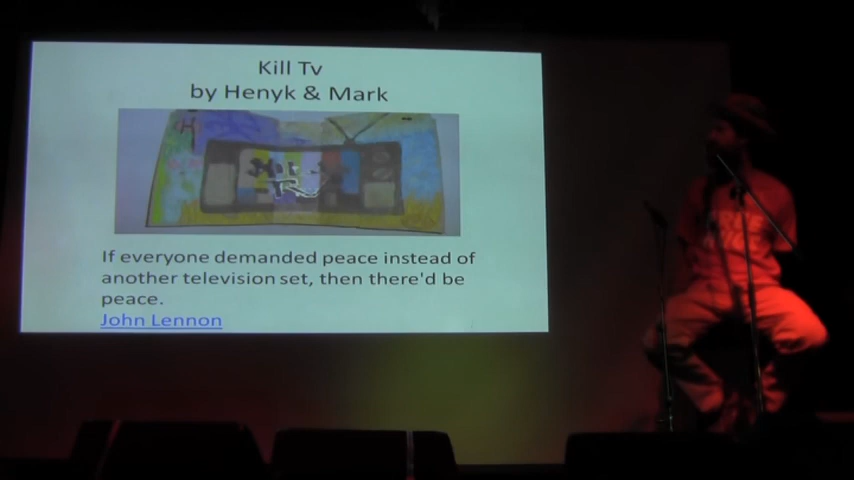 Kill Tv
by Henyk & Mark
If everyone demanded peace instead of
another television set, then there'd be
peace.
John Lennon